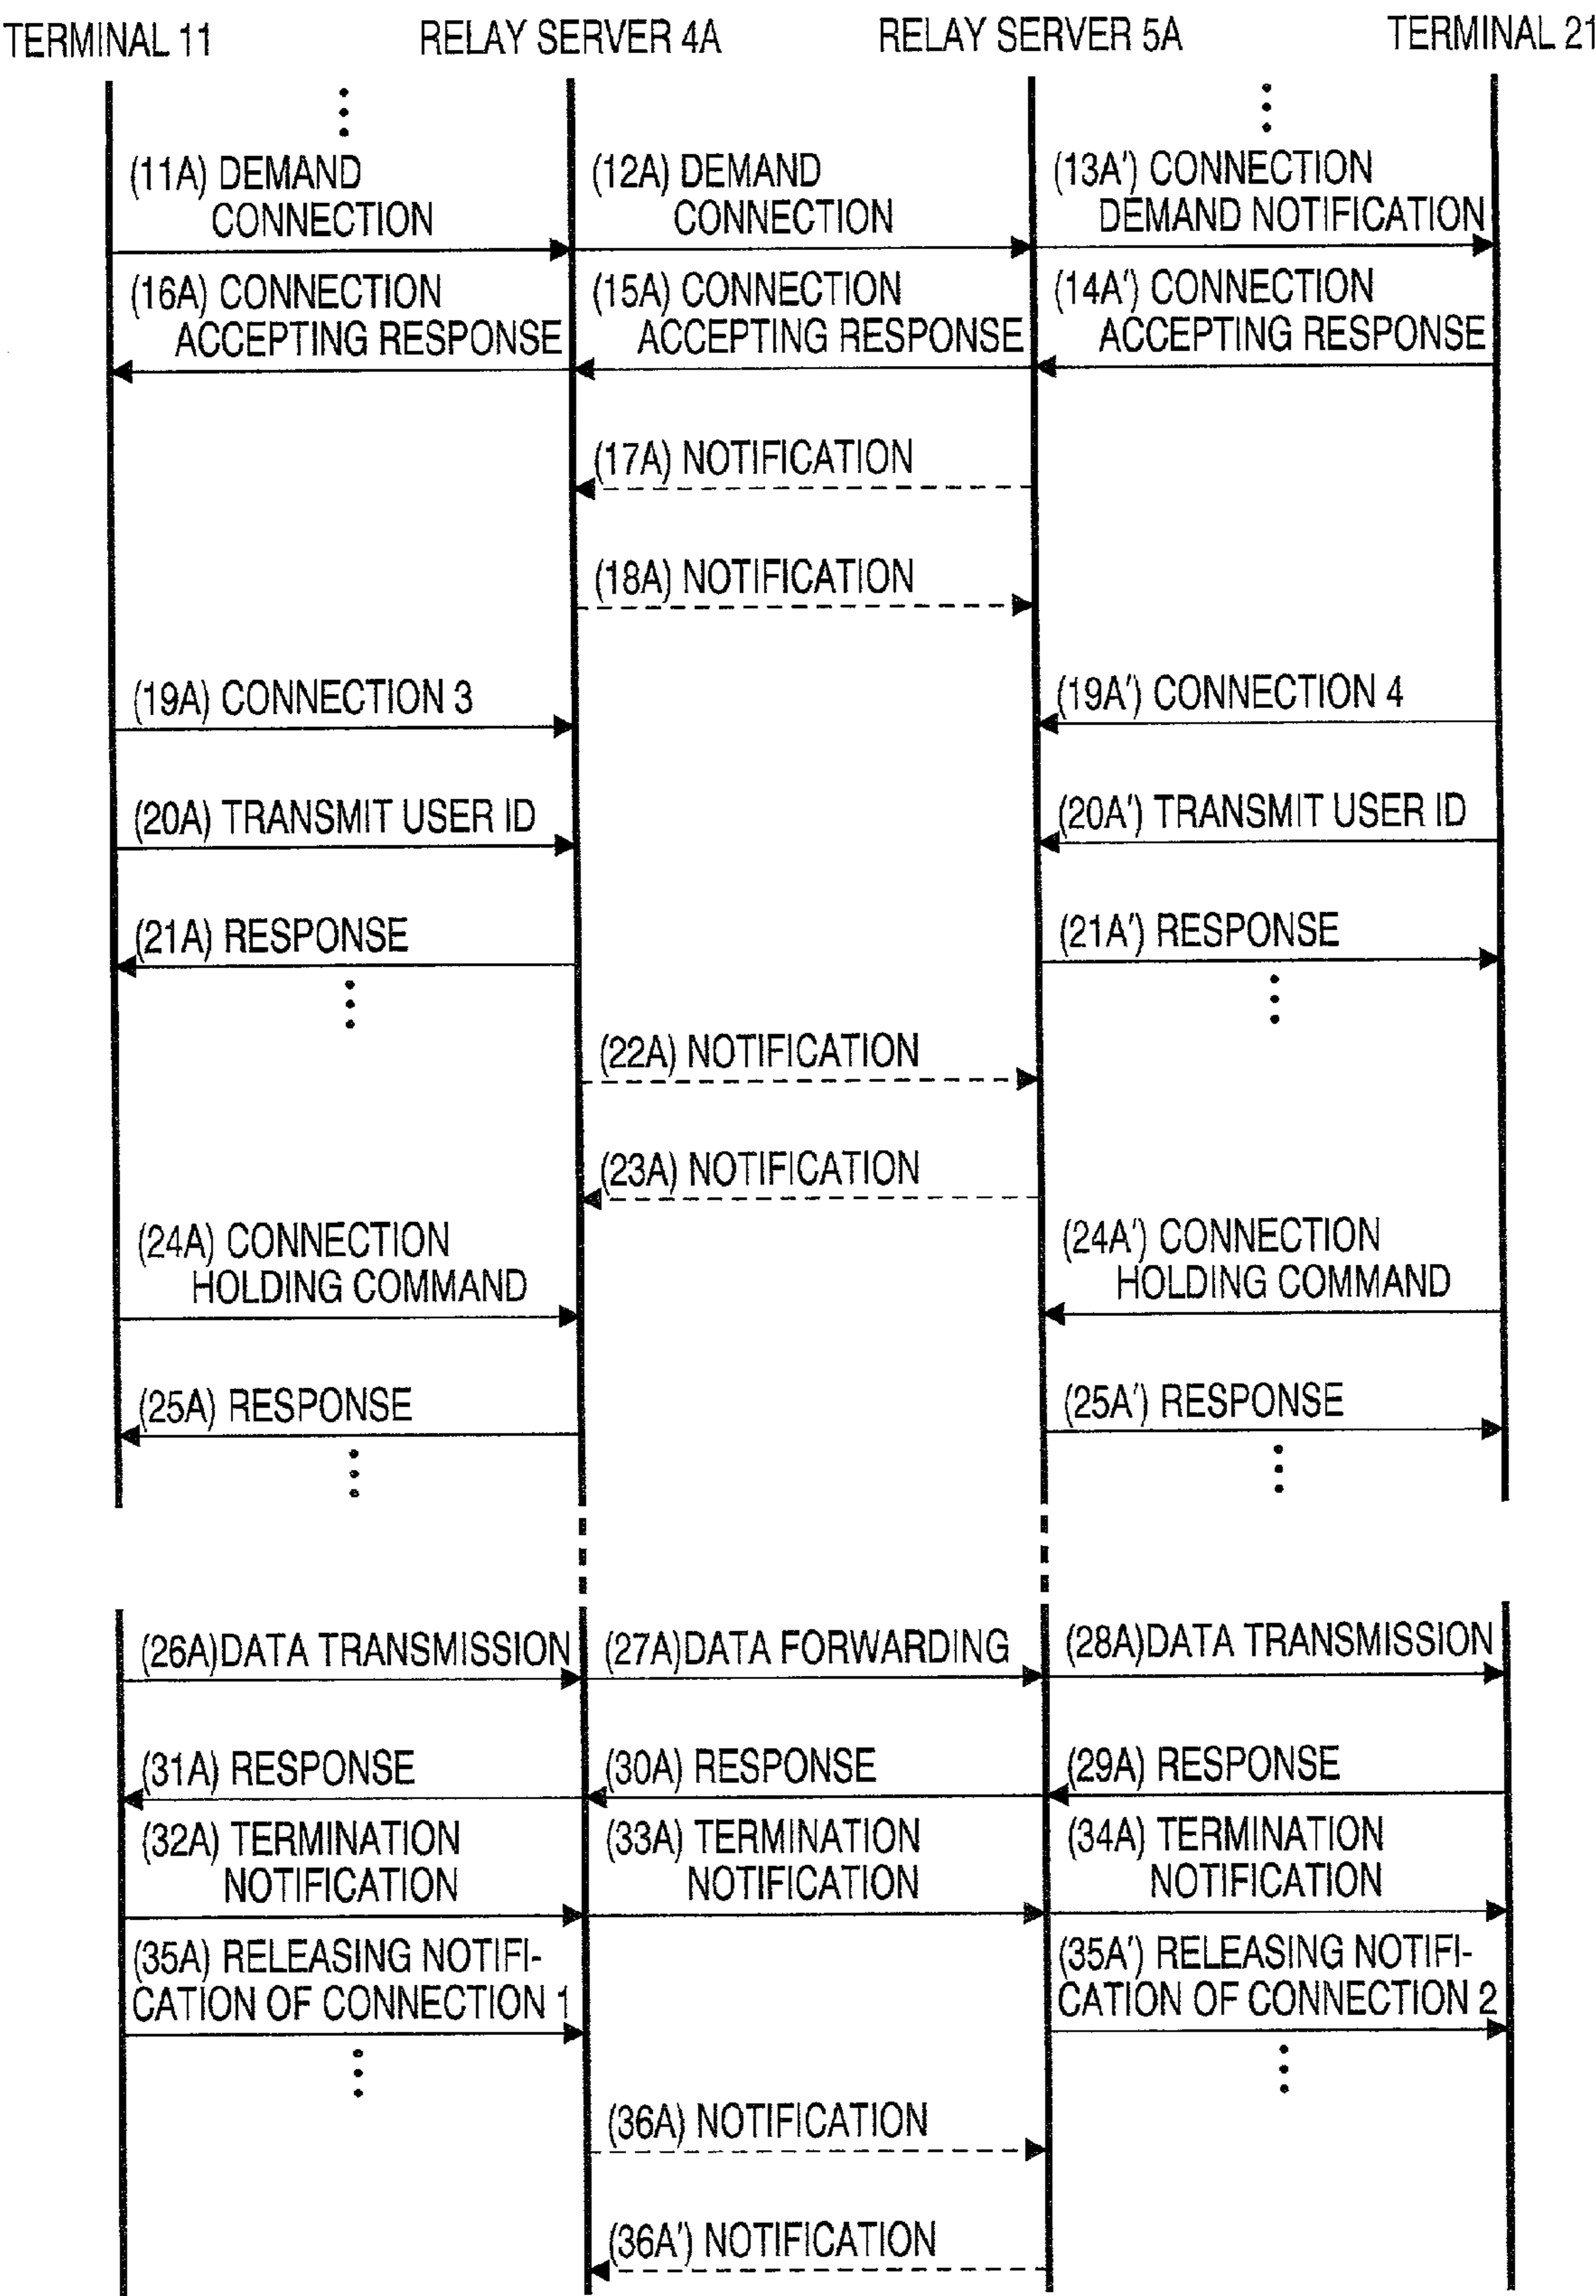 TERMINAL 11
RELAY SERVER 4A
RELAY SERVER 5A
TERMINAL 21
(11A) DEMAND
CONNECTION
(12A) DEMAND
CONNECTION
(13A') CONNECTION
DEMAND NOTIFICATION
(16A) CONNECTION
ACCEPTING RESPONSE
(15A) CONNECTION
ACCEPTING RESPONSE
(14A') CONNECTION
ACCEPTING RESPONSE
(17A) NOTIFICATION
(18A) NOTIFICATION
(19A) CONNECTION 3
(19A') CONNECTION 4
(20A) TRANSMIT USER ID
(20A') TRANSMIT USER ID
(21A) RESPONSE
(21A') RESPONSE
(22A) NOTIFICATION
(23A) NOTIFICATION
(24A) CONNECTION
HOLDING COMMAND
(24A') CONNECTION
HOLDING COMMAND
(25A) RESPONSE
(25A') RESPONSE
(26A)DATA TRANSMISSION
(27A)DATA FORWARDING
(28A)DATA TRANSMISSION
(31A) RESPONSE
(30A) RESPONSE
(29A) RESPONSE
(32A) TERMINATION
NOTIFICATION
(33A) TERMINATION
NOTIFICATION
(34A) TERMINATION
NOTIFICATION
(35A) RELEASING NOTIFI-
CATION OF CONNECTION 1
(35A') RELEASING NOTIFI-
CATION OF CONNECTION 2
(36A) NOTIFICATION
(36A') NOTIFICATION